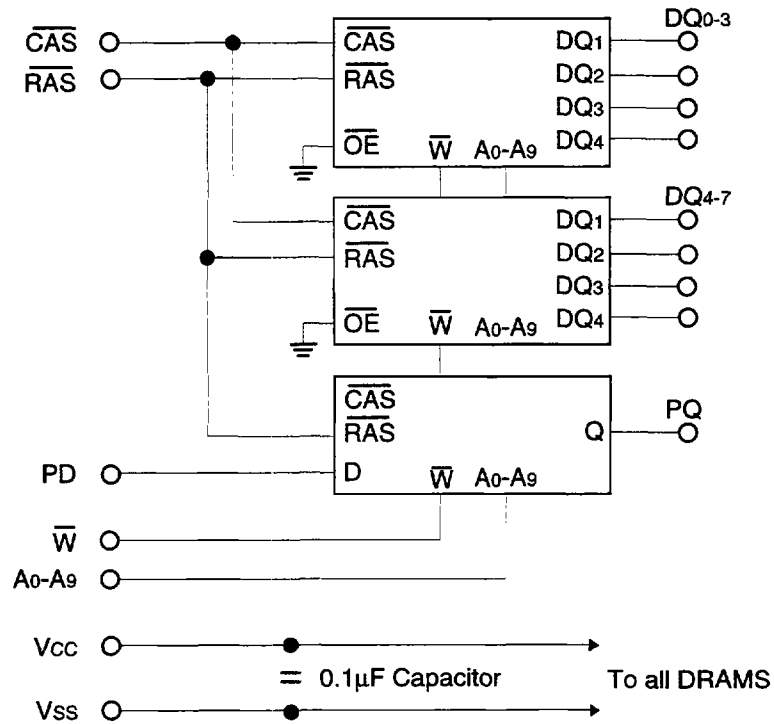 CAS CAS DQ1 DQ0-3
RAS RAS DQ2
DQ3
OE W A0-A9 DQ4
CAS DQ1 DQ4-7
RAS DQ2
DQ3
OE W A0-A9 DQ4
CAS
RAS Q PQ
PD D W A0-A9
W
A0-A9
VCC
0.1μF Capacitor To all DRAMS
VSS